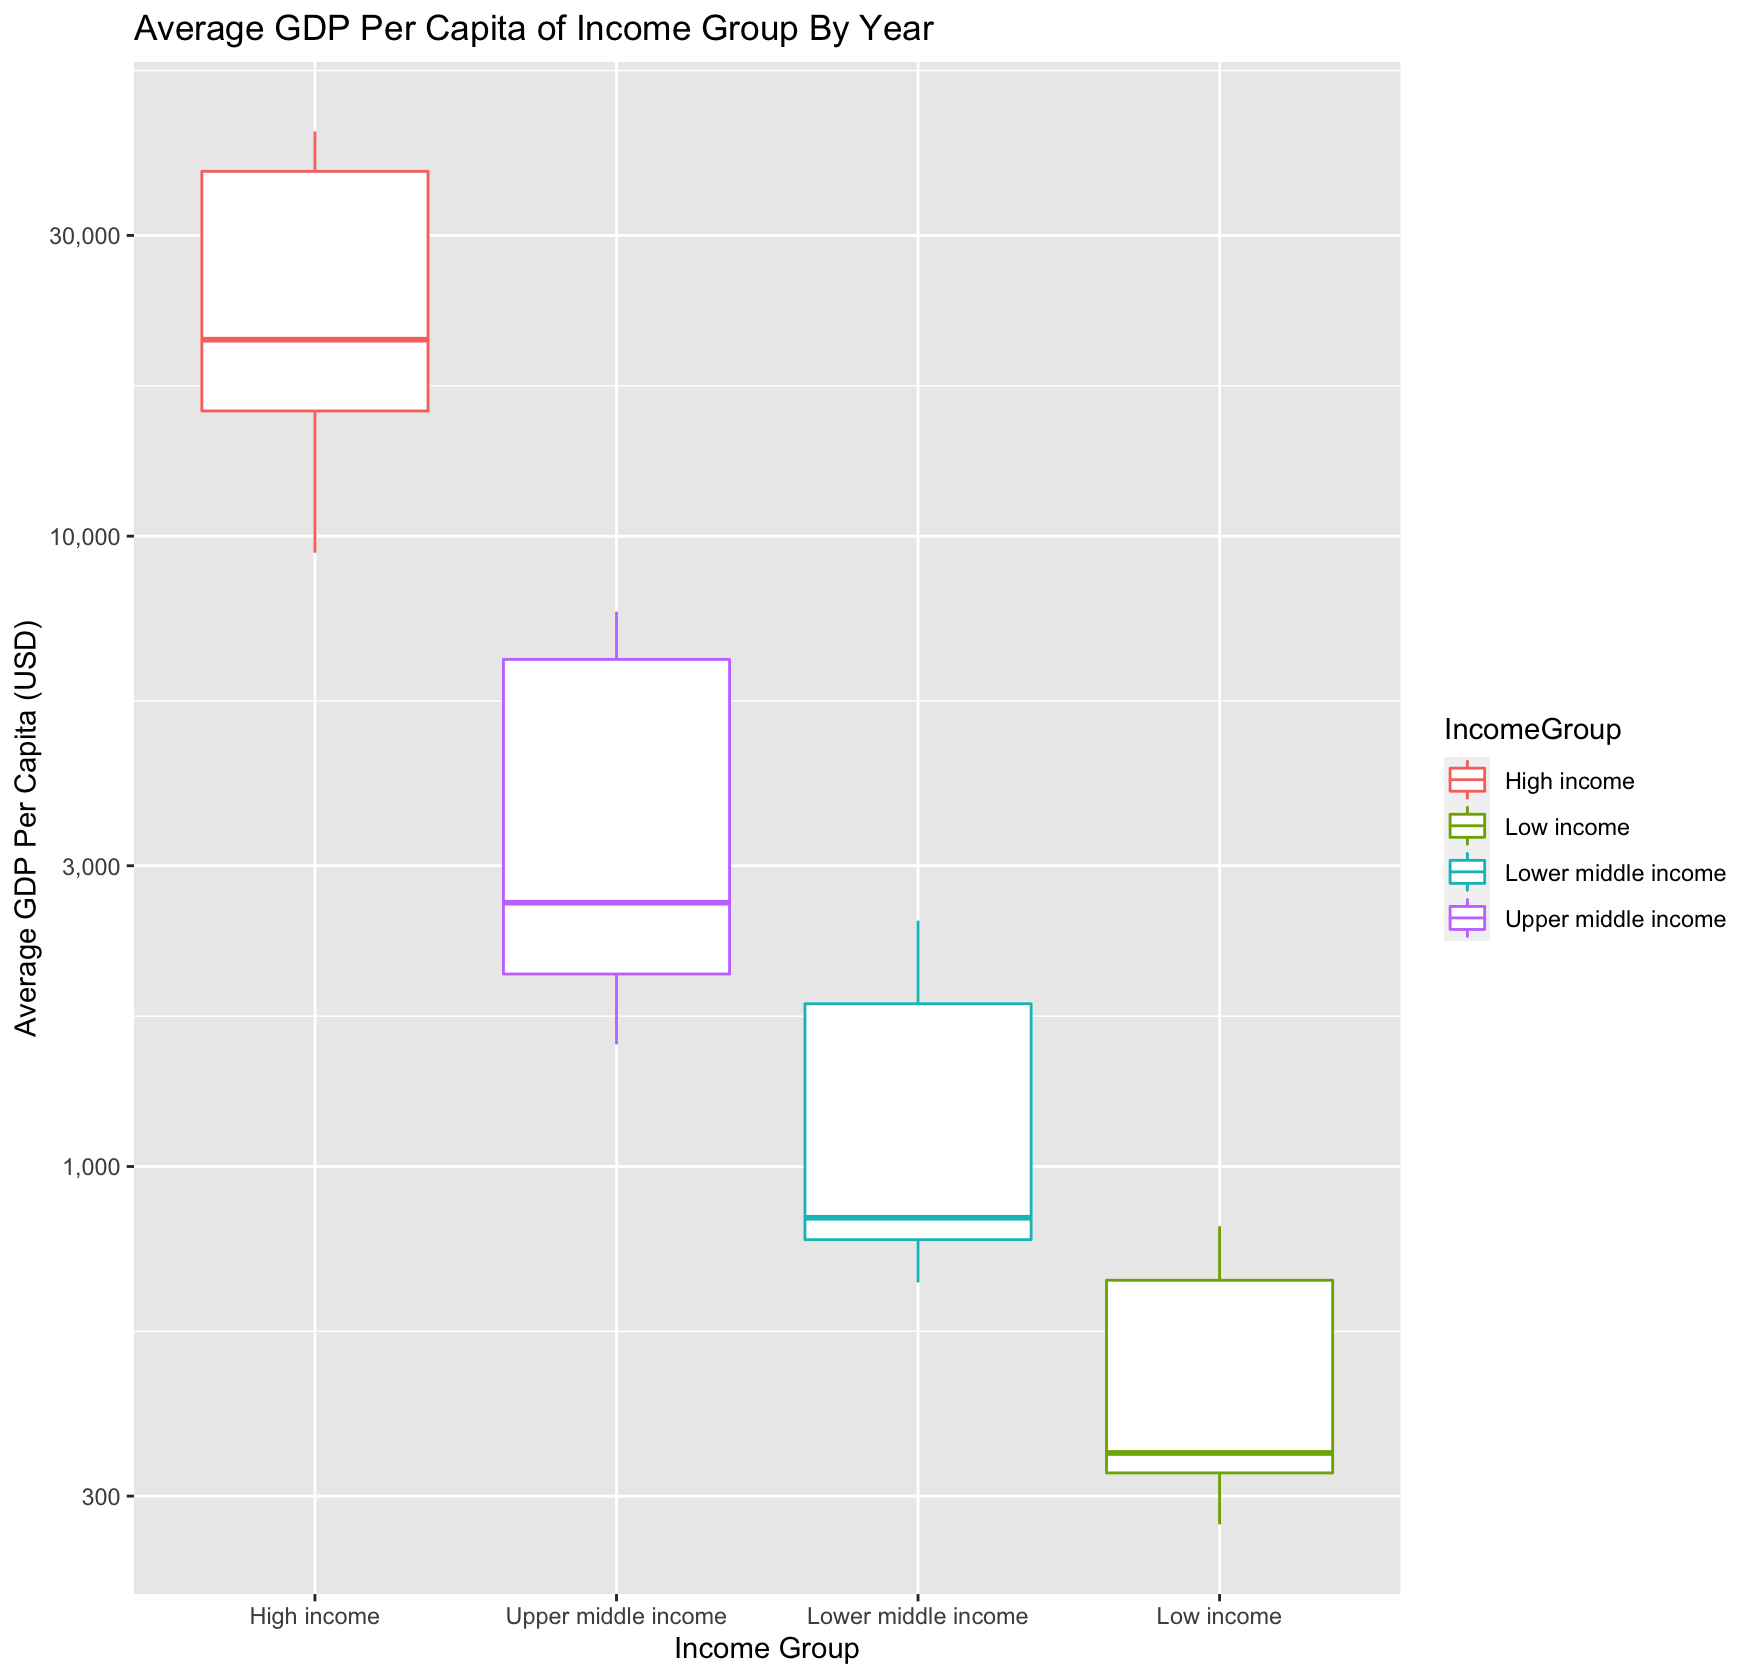 Average GDP Per Capita of Income Group By Year
Average GDP Per Capita (USD)
30,000
10,000
3,000
1,000
300
High income
Upper middle income
Lower middle income
Low income
Income Group
IncomeGroup
High income
Low income
Lower middle income
Upper middle income